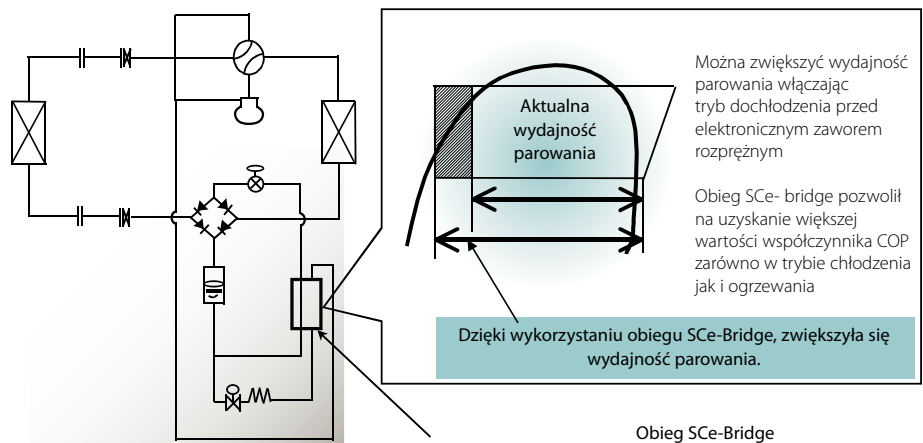 Aktualna
wydajność
parowania
Można zwiększyć wydajność
parowania włączając
tryb dochłodzenia przed
elektronicznym zaworem
rozprężnym
Obieg SCe- bridge pozwolił
na uzyskanie większej
wartości współczynnika COP
zarówno w trybie chłodzenia
jak i ogrzewania
Dzięki wykorzystaniu obiegu SCe-Bridge, zwiększyła się
wydajność parowania.
Obieg SCe-Bridge